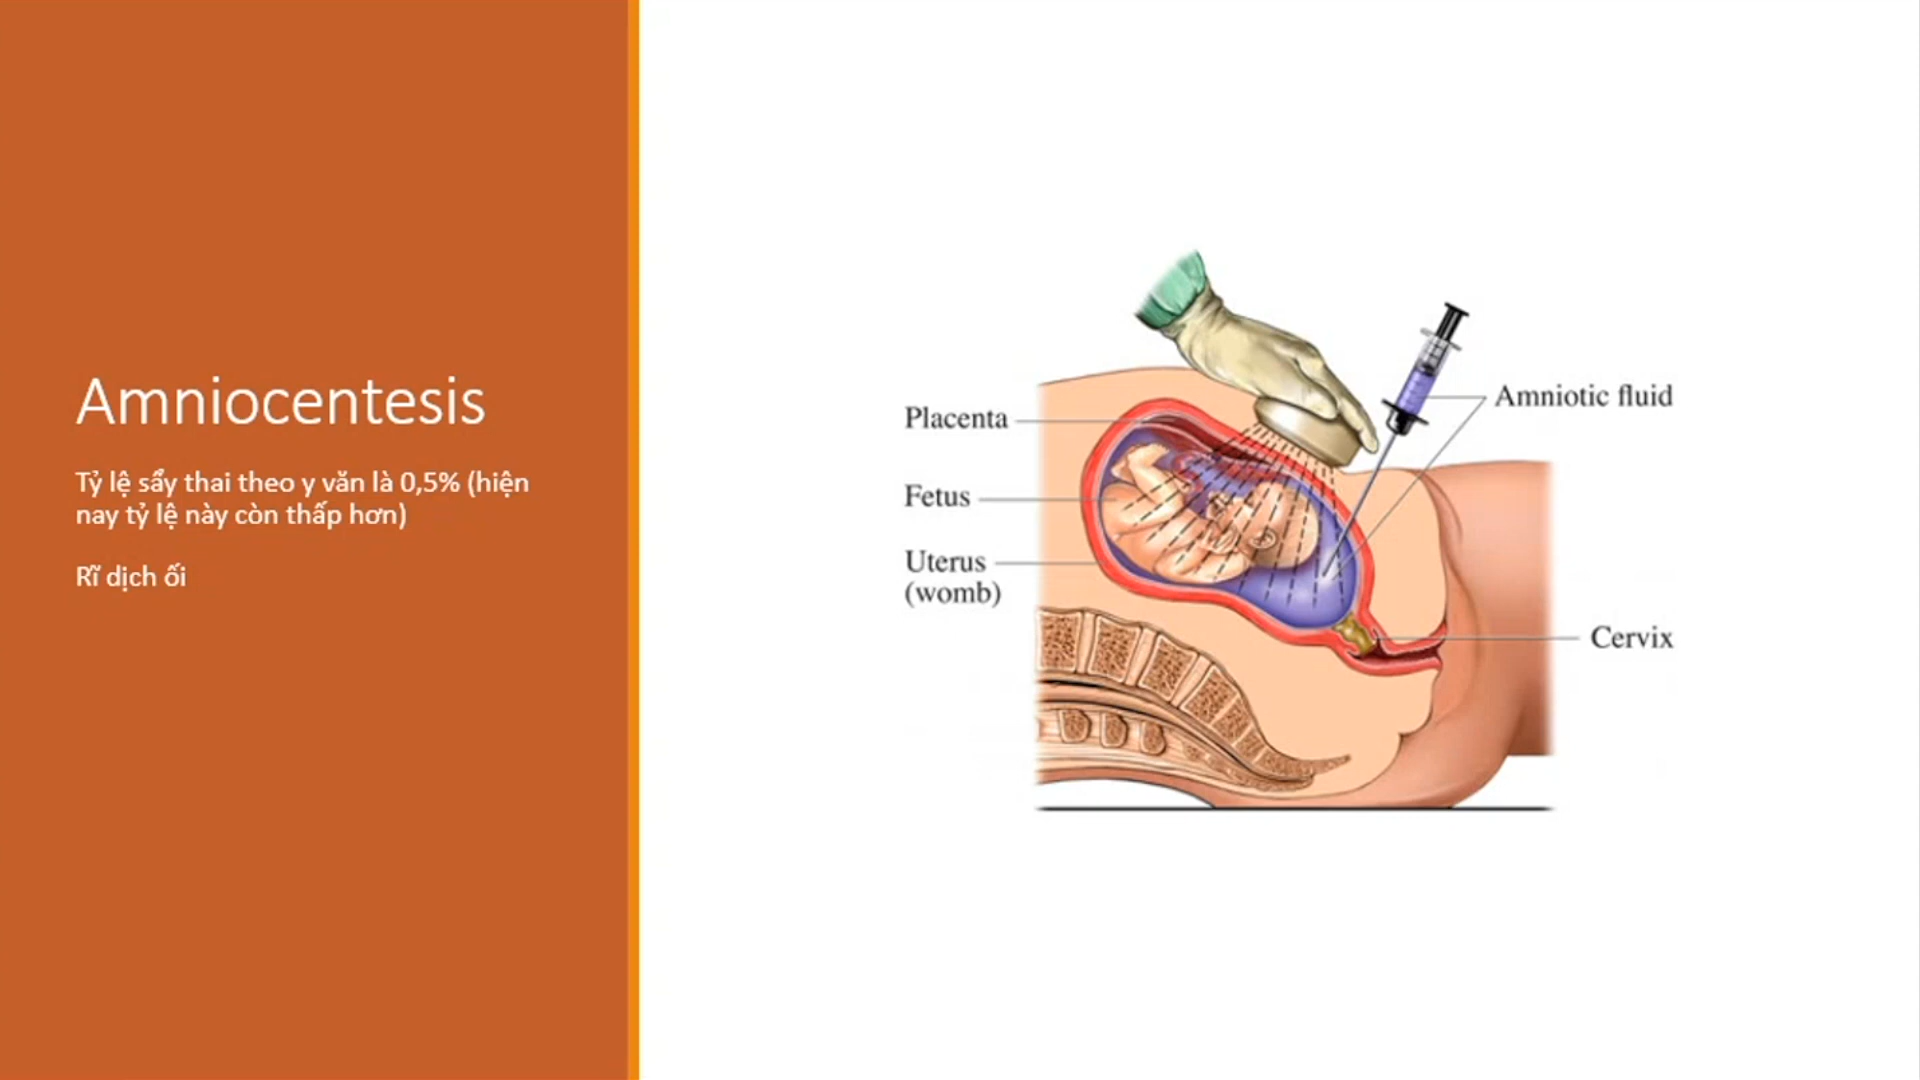 Amniocentesis
Tỷ lệ sẩy thai theo y văn là 0,5% (hiện
nay tỷ lệ này còn thấp hơn)
Rĩ dịch ối
Placenta
Fetus
Uterus
(womb)
Amniotic fluid
Cervix